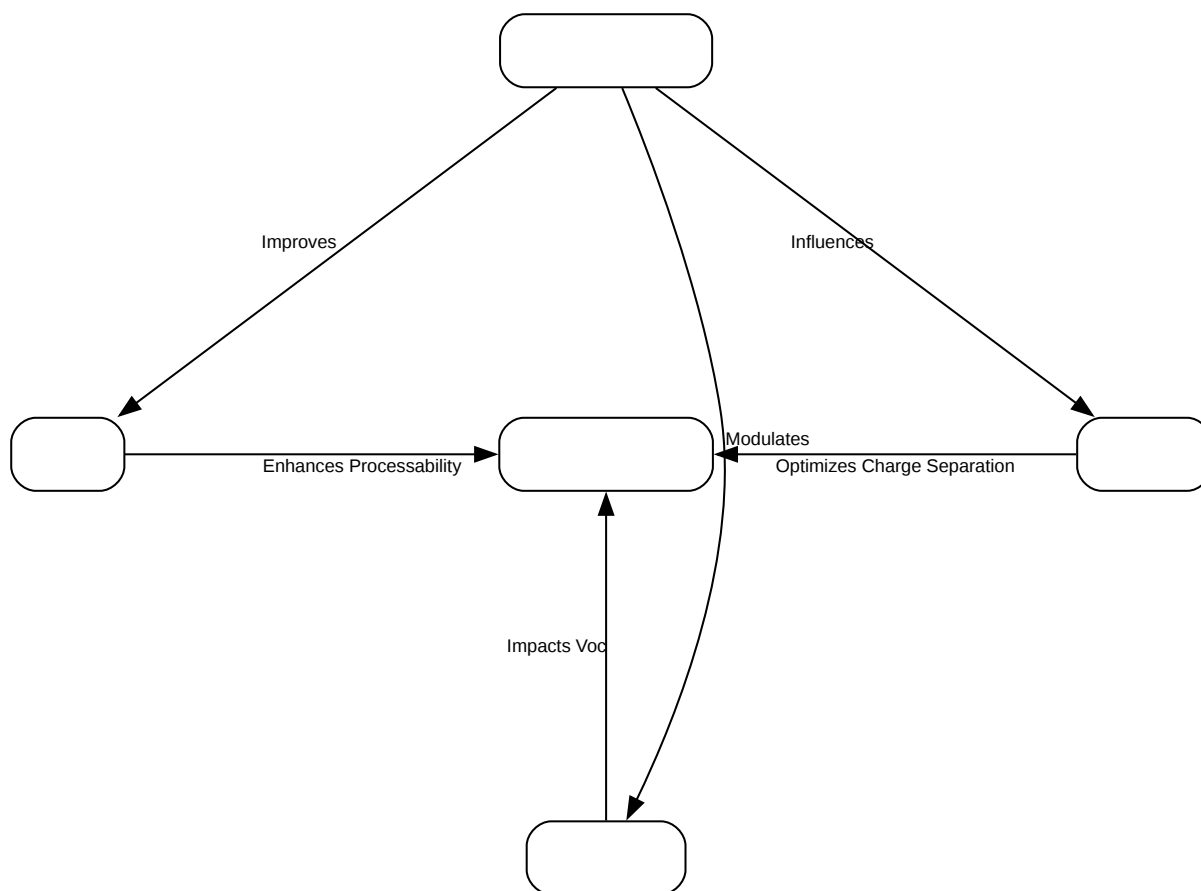 Improves
Influences
Modulates
Enhances Processability
Optimizes Charge Separation
Impacts Voc